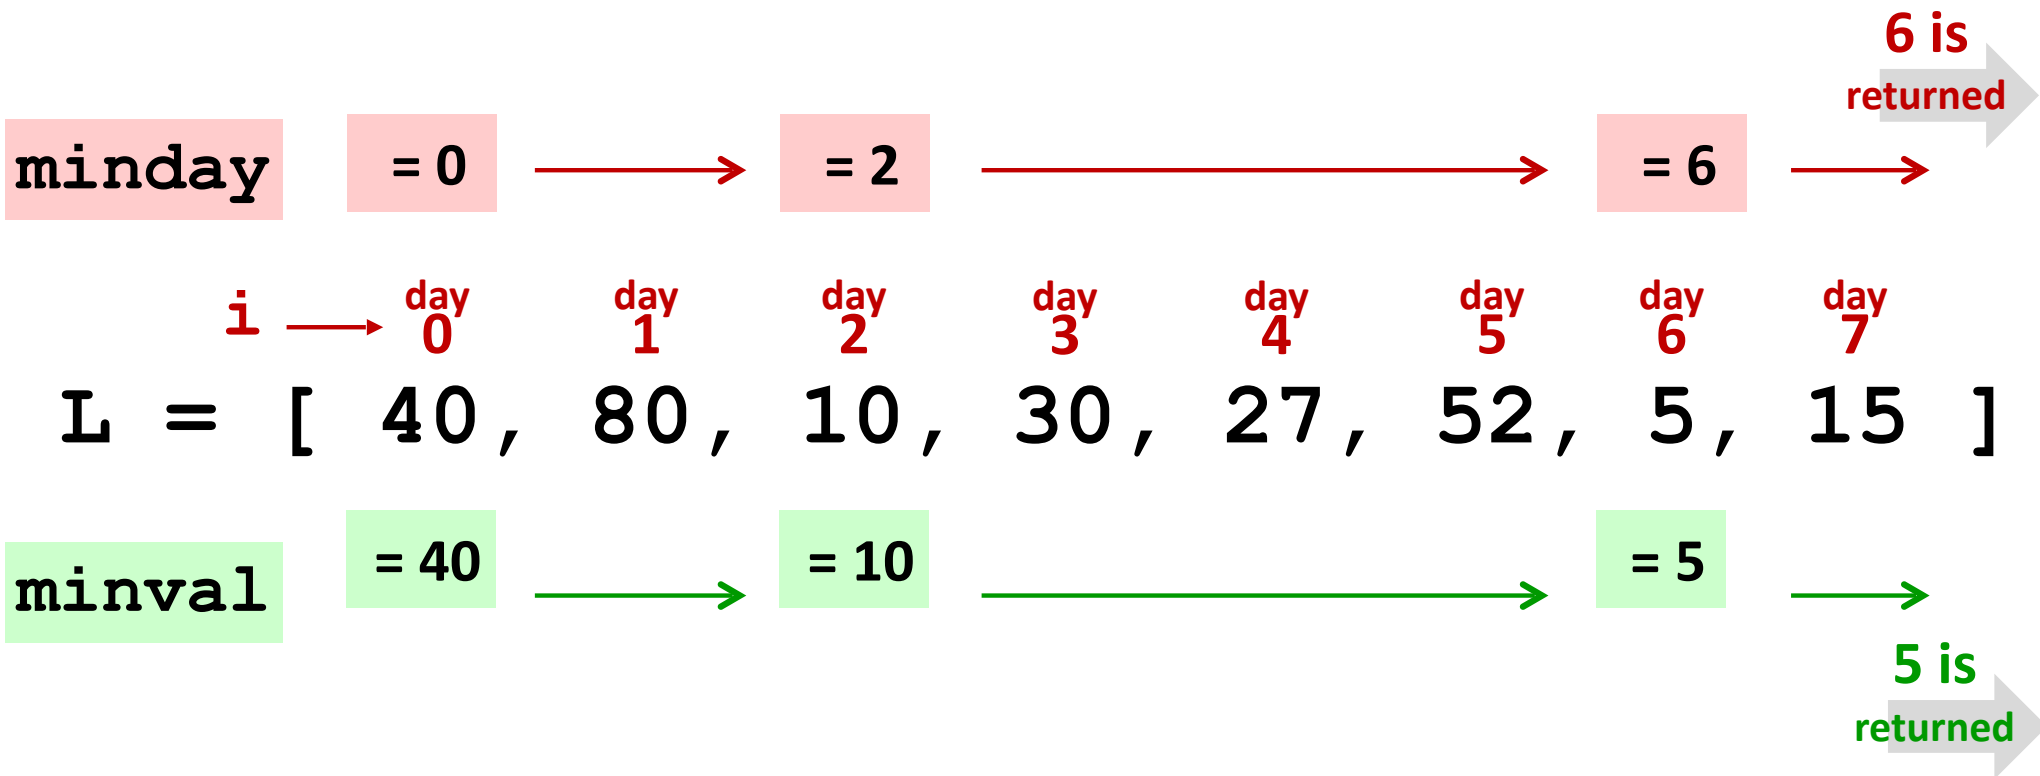 6 is
returned
minday = 0 = 2 = 6
i day 0 day 1 day 2 day 3 day 4 day 5 day 6 day 7
L = [ 40, 80, 10, 30, 27, 52, 5, 15 ]
minval = 40 = 10 = 5
5 is
returned